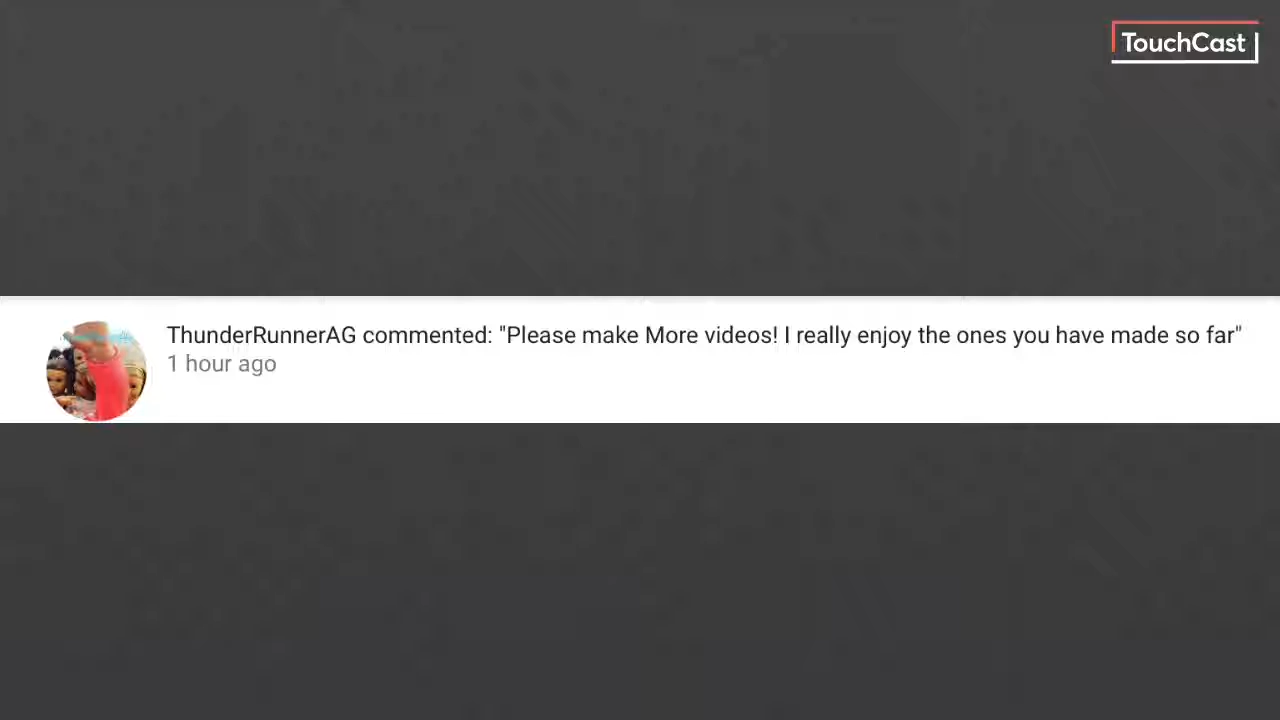 TouchCast
ThunderRunnerAG commented: "Please make More videos! I really enjoy the ones you have made so far"
1 hour ago